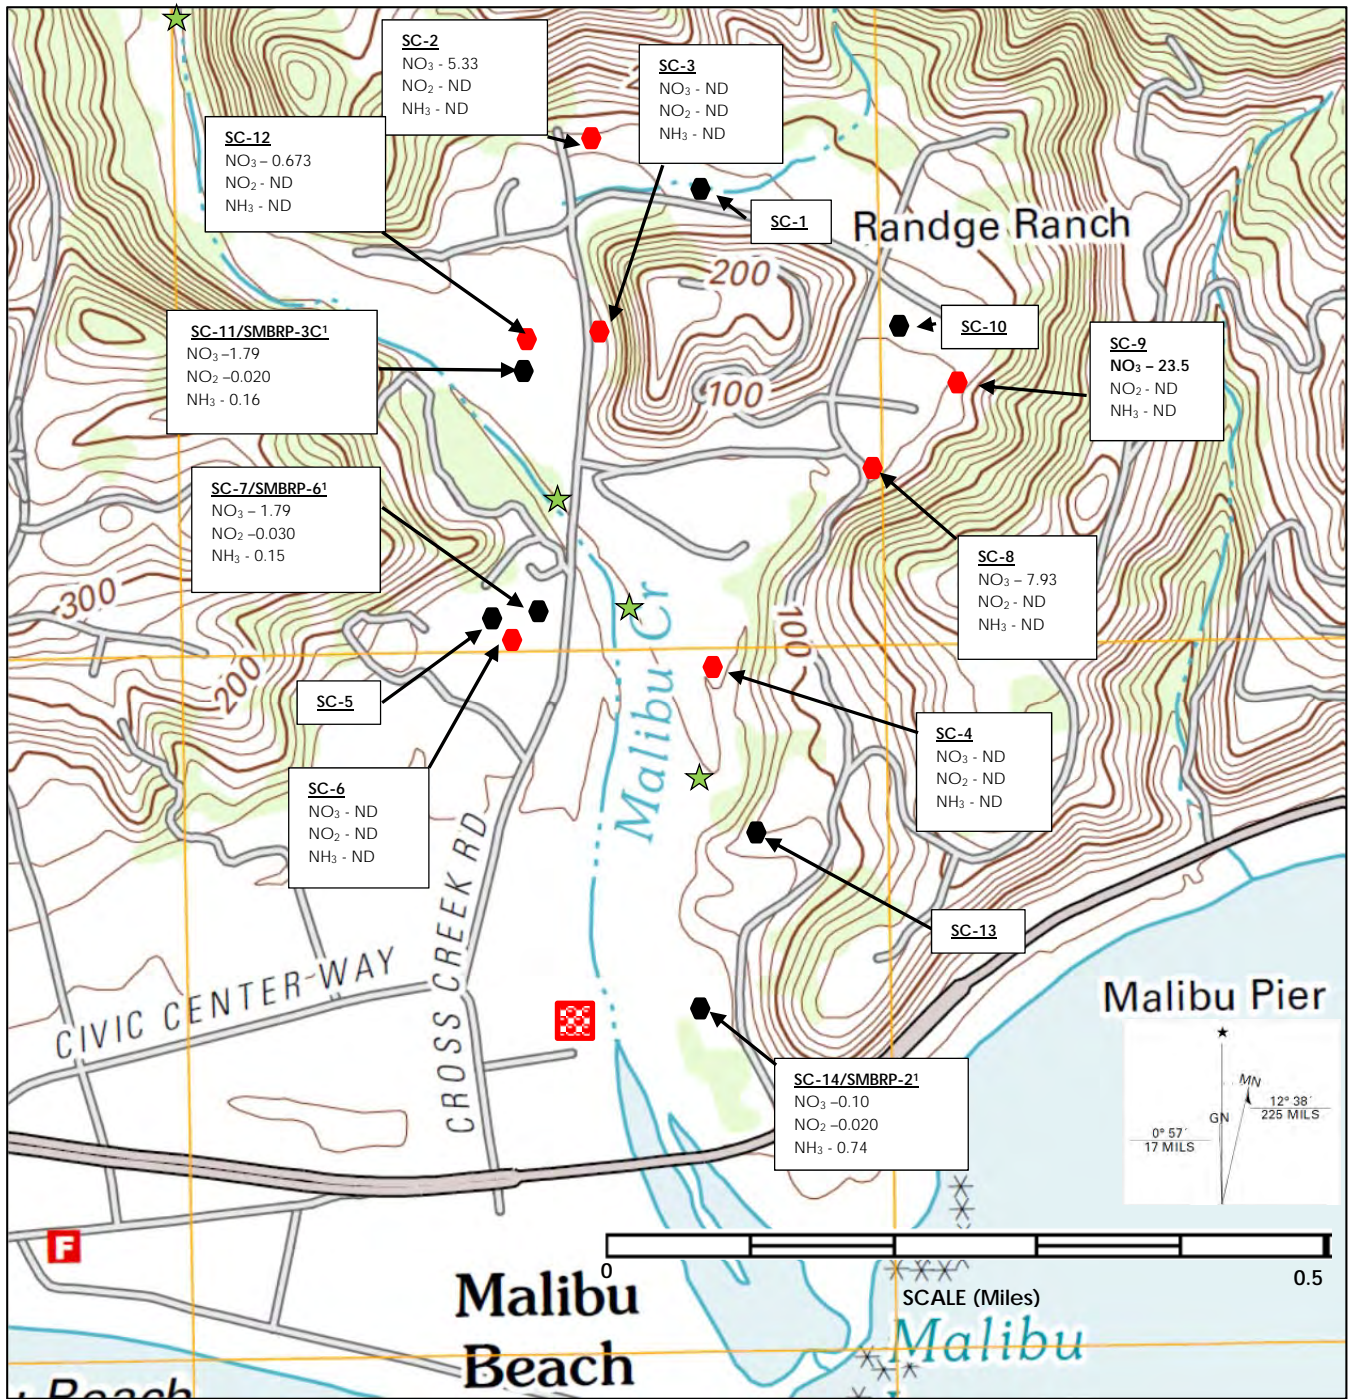 SC-2
NO₃ - 5.33
NO₂ - ND
NH₃ - ND
SC-3
NO₃ - ND
NO₂ - ND
NH₃ - ND
SC-12
NO₃ – 0.673
NO₂ - ND
NH₃ - ND
SC-1
Randge Ranch
200
SC-11/SMBRP-3C¹
NO₃ –1.79
NO₂ –0.020
NH₃ - 0.16
SC-10
SC-9
NO₃ – 23.5
NO₂ - ND
NH₃ - ND
100
SC-7/SMBRP-6¹
NO₃ – 1.79
NO₂ –0.030
NH₃ - 0.15
SC-8
NO₃ – 7.93
NO₂ - ND
NH₃ - ND
300
100
200
SC-5
Malibu Cr
SC-4
NO₃ - ND
NO₂ - ND
NH₃ - ND
SC-6
NO₃ - ND
NO₂ - ND
NH₃ - ND
SC-13
CIVIC CENTER WAY
CROSS CREEK RD
Malibu Pier
SC-14/SMBRP-2¹
NO₃ –0.10
NO₂ –0.020
NH₃ - 0.74
★
MN
GN
12° 38´
225 MILS
0° 57´
17 MILS
F
0
0.5
SCALE (Miles)
Malibu
Beach
Malibu
Beach